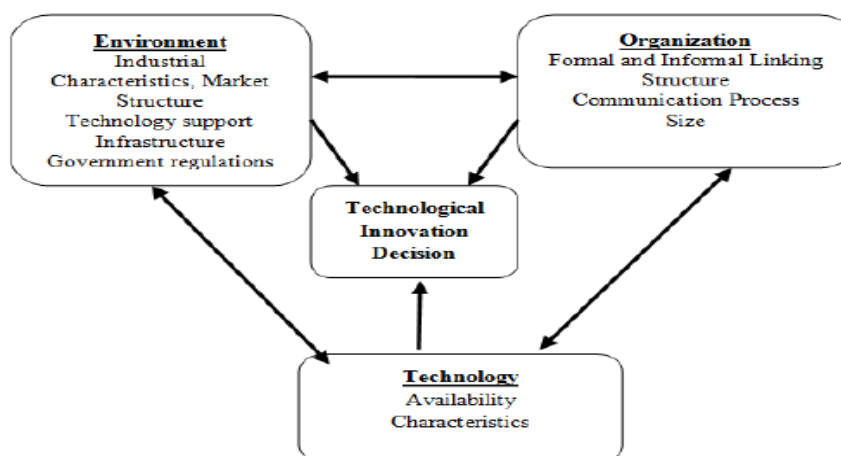 Environment
Industrial
Characteristics, Market
Structure
Technology support
Infrastructure
Government regulations
Organization
Formal and Informal Linking
Structure
Communication Process
Size
Technological
Innovation
Decision
Technology
Availability
Characteristics